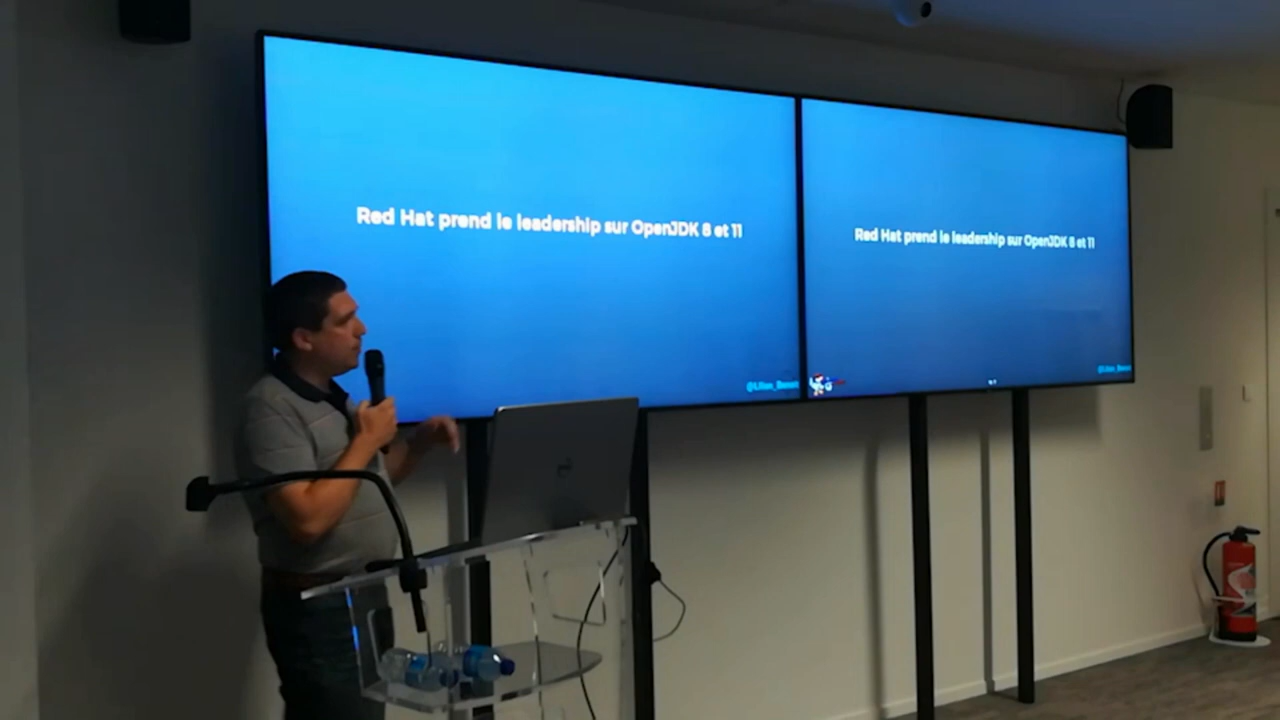 Red Hat prend le leadership sur OpenJDK 8 et 11
Red Hat prend le leadership sur OpenJDK 8 et 11
@Lilian_Benoit